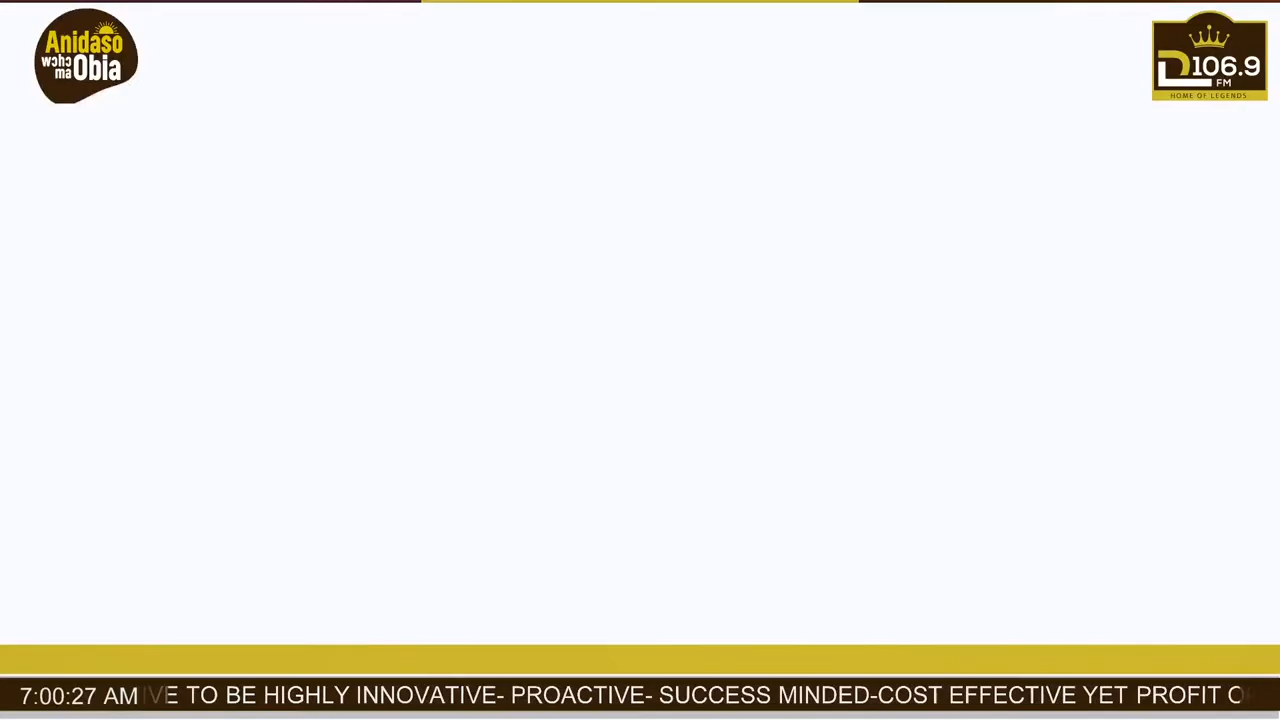 Anidaso
wɔhɔ
ma Obia
DL 106.9
FM
HOME OF LEGENDS
7:00:27 AM
TO BE HIGHLY INNOVATIVE- PROACTIVE- SUCCESS MINDED-COST EFFECTIVE YET PROFIT